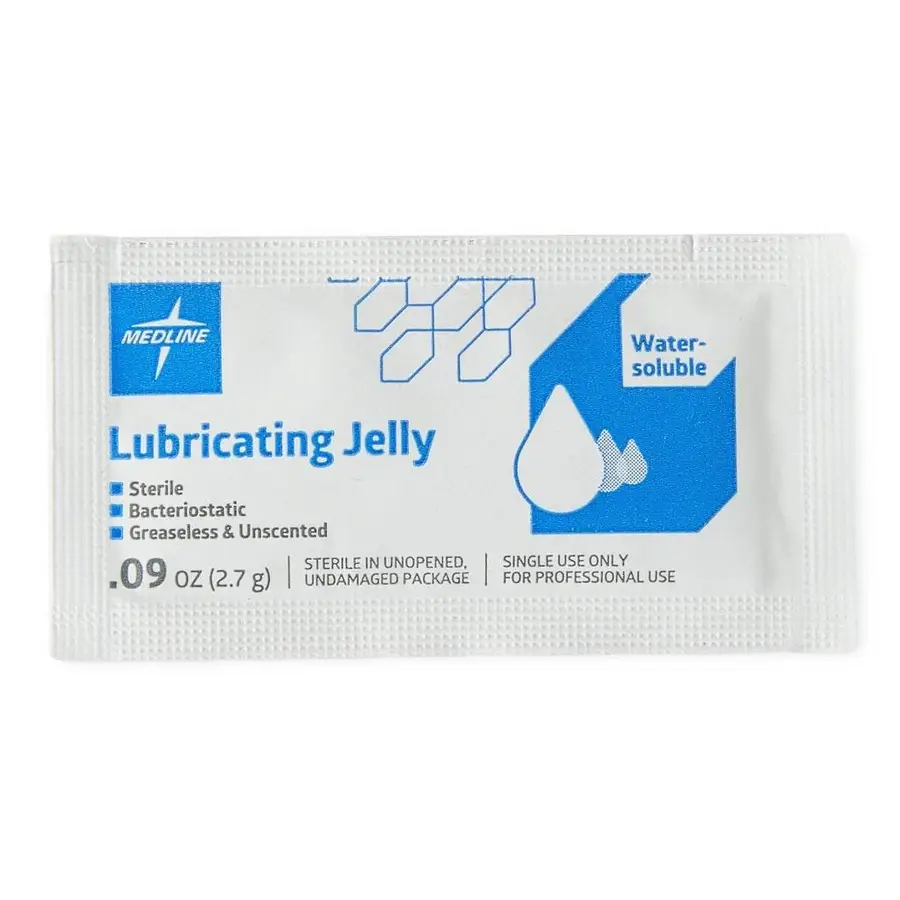 MEDLINE
Water-
soluble
Lubricating Jelly
Sterile
Bacteriostatic
Greaseless & Unscented
.09 OZ (2.7 g)
STERILE IN UNOPENED,
UNDAMAGED PACKAGE
SINGLE USE ONLY
FOR PROFESSIONAL USE